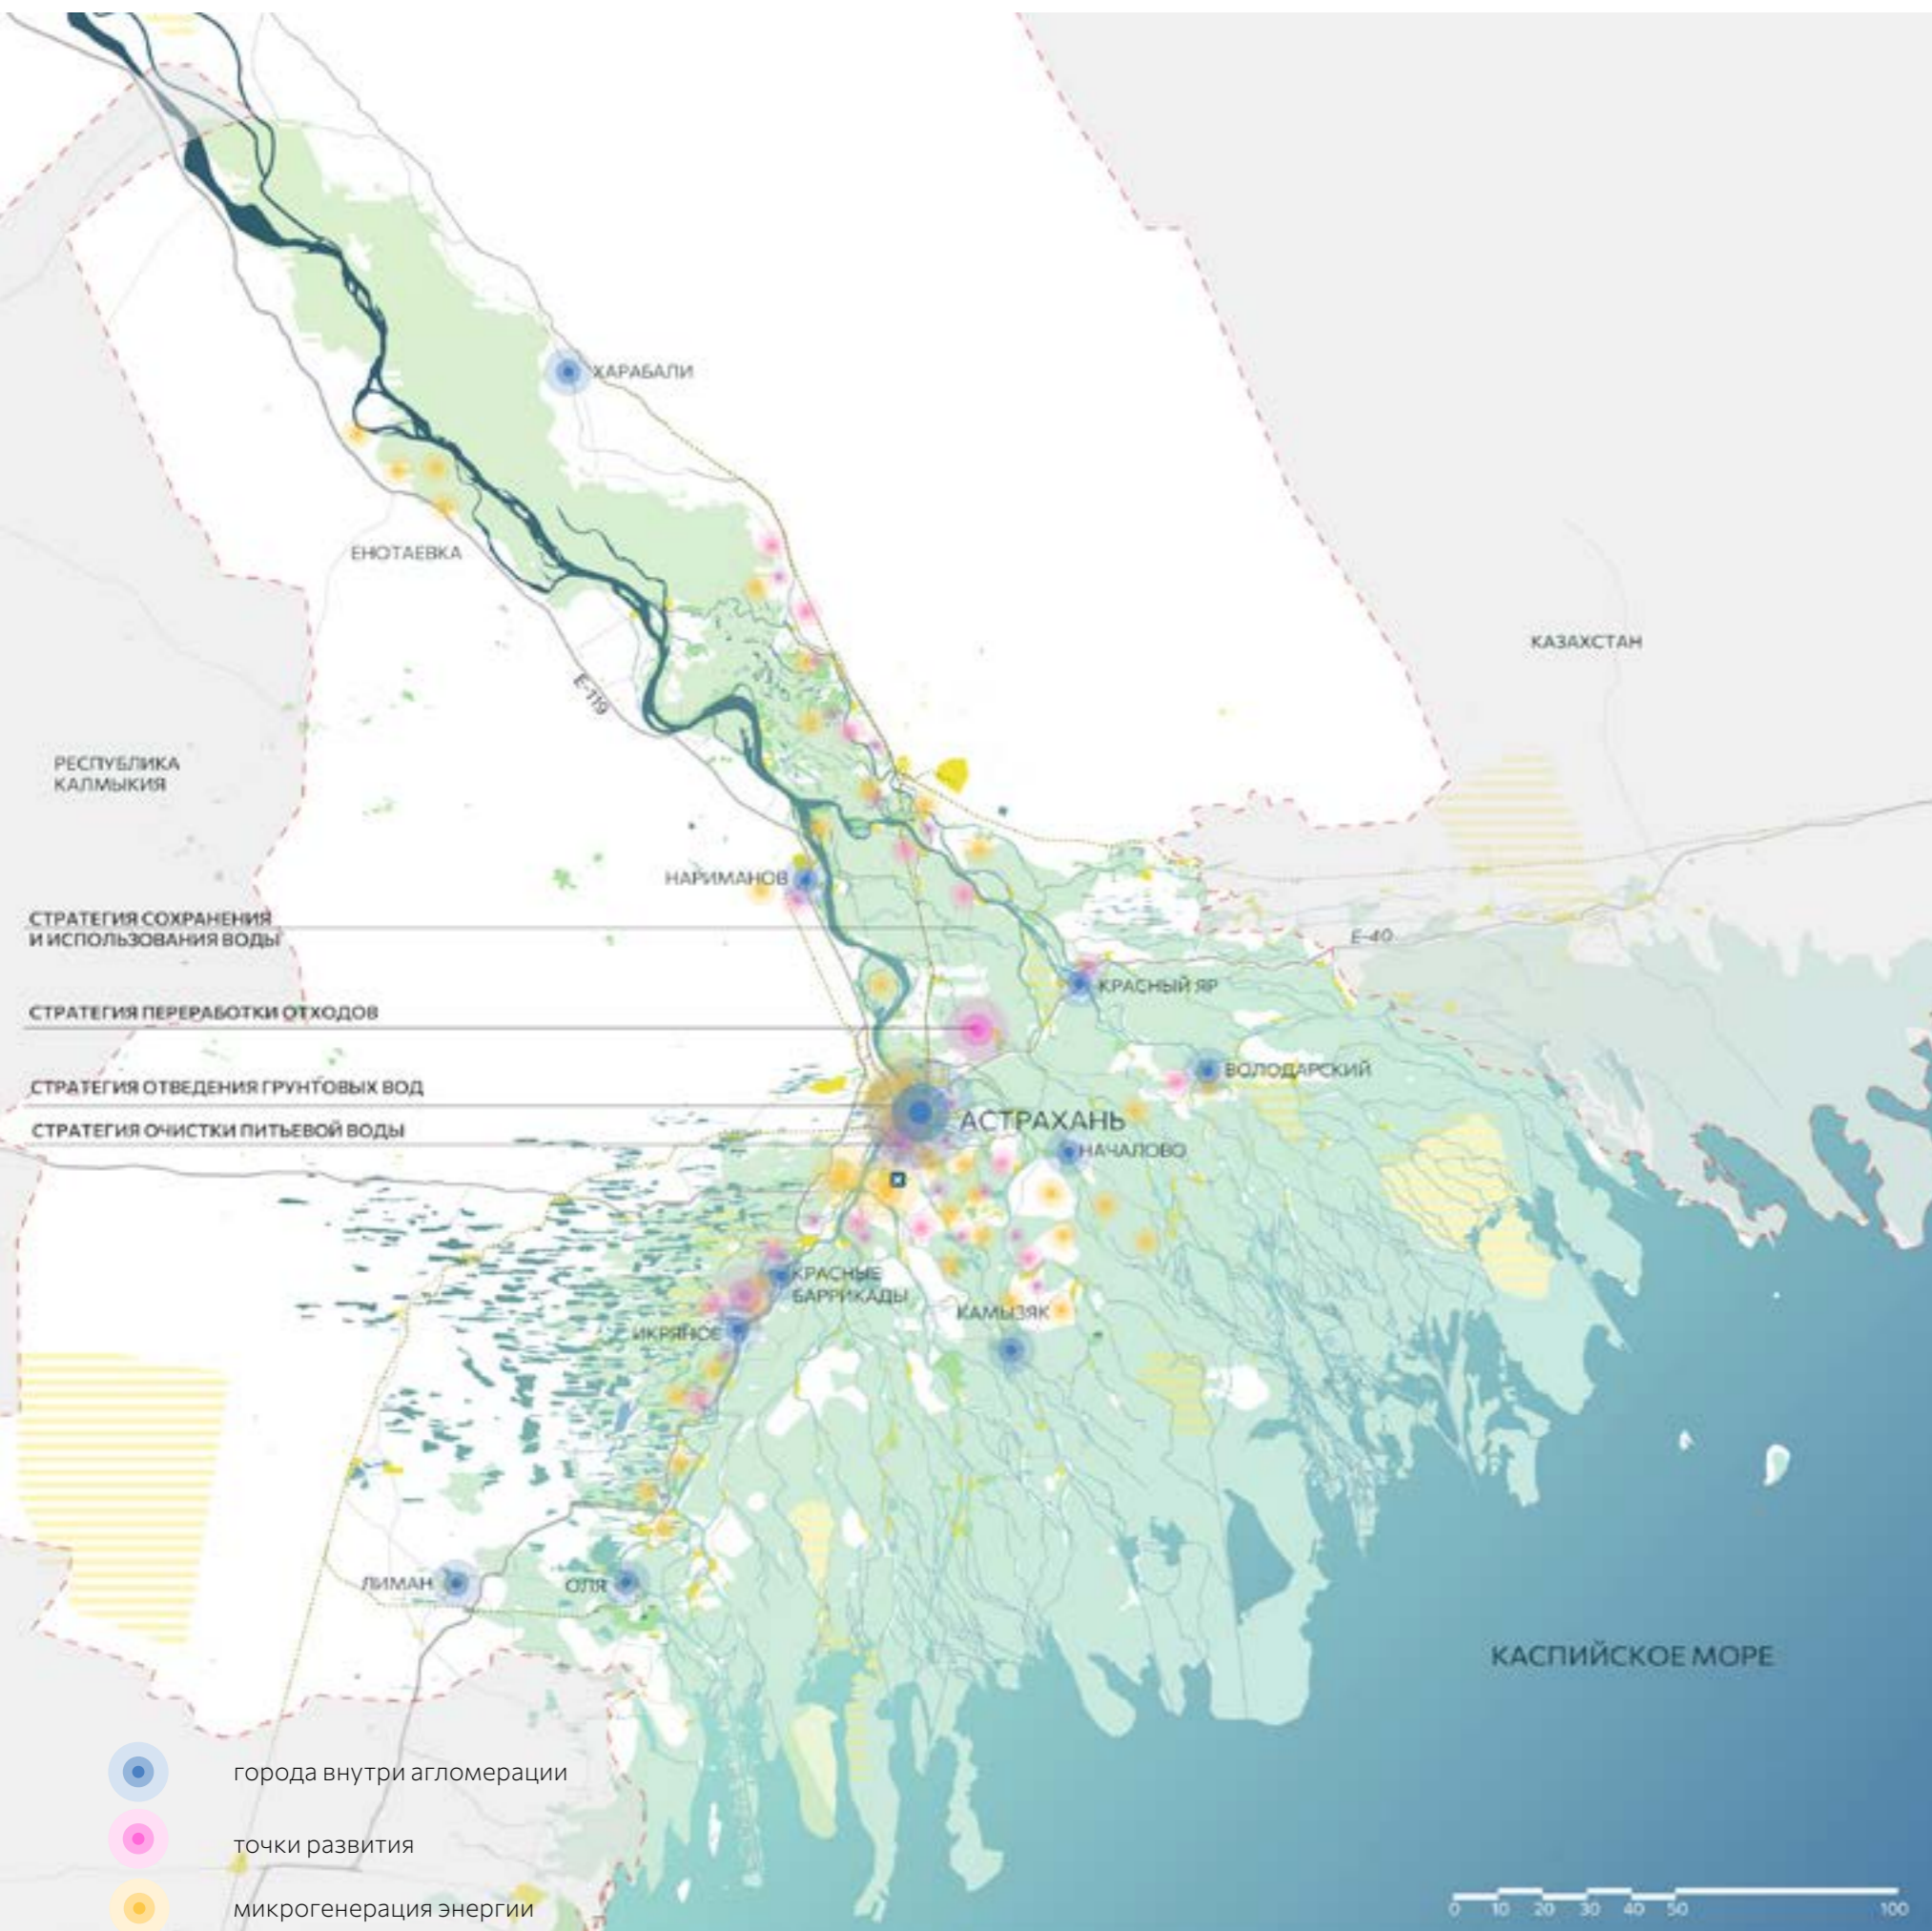 ХАРАБАЛИ
ЕНОТАЕВКА
КАЗАХСТАН
Е-119
РЕСПУБЛИКА
КАЛМЫКИЯ
НАРИМАНОВ
СТРАТЕГИЯ СОХРАНЕНИЯ
И ИСПОЛЬЗОВАНИЯ ВОДЫ
Е-40
КРАСНЫЙ ЯР
СТРАТЕГИЯ ПЕРЕРАБОТКИ ОТХОДОВ
ВОЛОДАРСКИЙ
СТРАТЕГИЯ ОТВЕДЕНИЯ ГРУНТОВЫХ ВОД
АСТРАХАНЬ
СТРАТЕГИЯ ОЧИСТКИ ПИТЬЕВОЙ ВОДЫ
НАЧАЛОВО
КРАСНЫЕ
БАРРИКАДЫ
КАМЫЗЯК
ИКРЯНОЕ
ЛИМАН
ОЛЯ
КАСПИЙСКОЕ МОРЕ
города внутри агломерации
точки развития
микрогенерация энергии
0 10 20 30 40 50 100